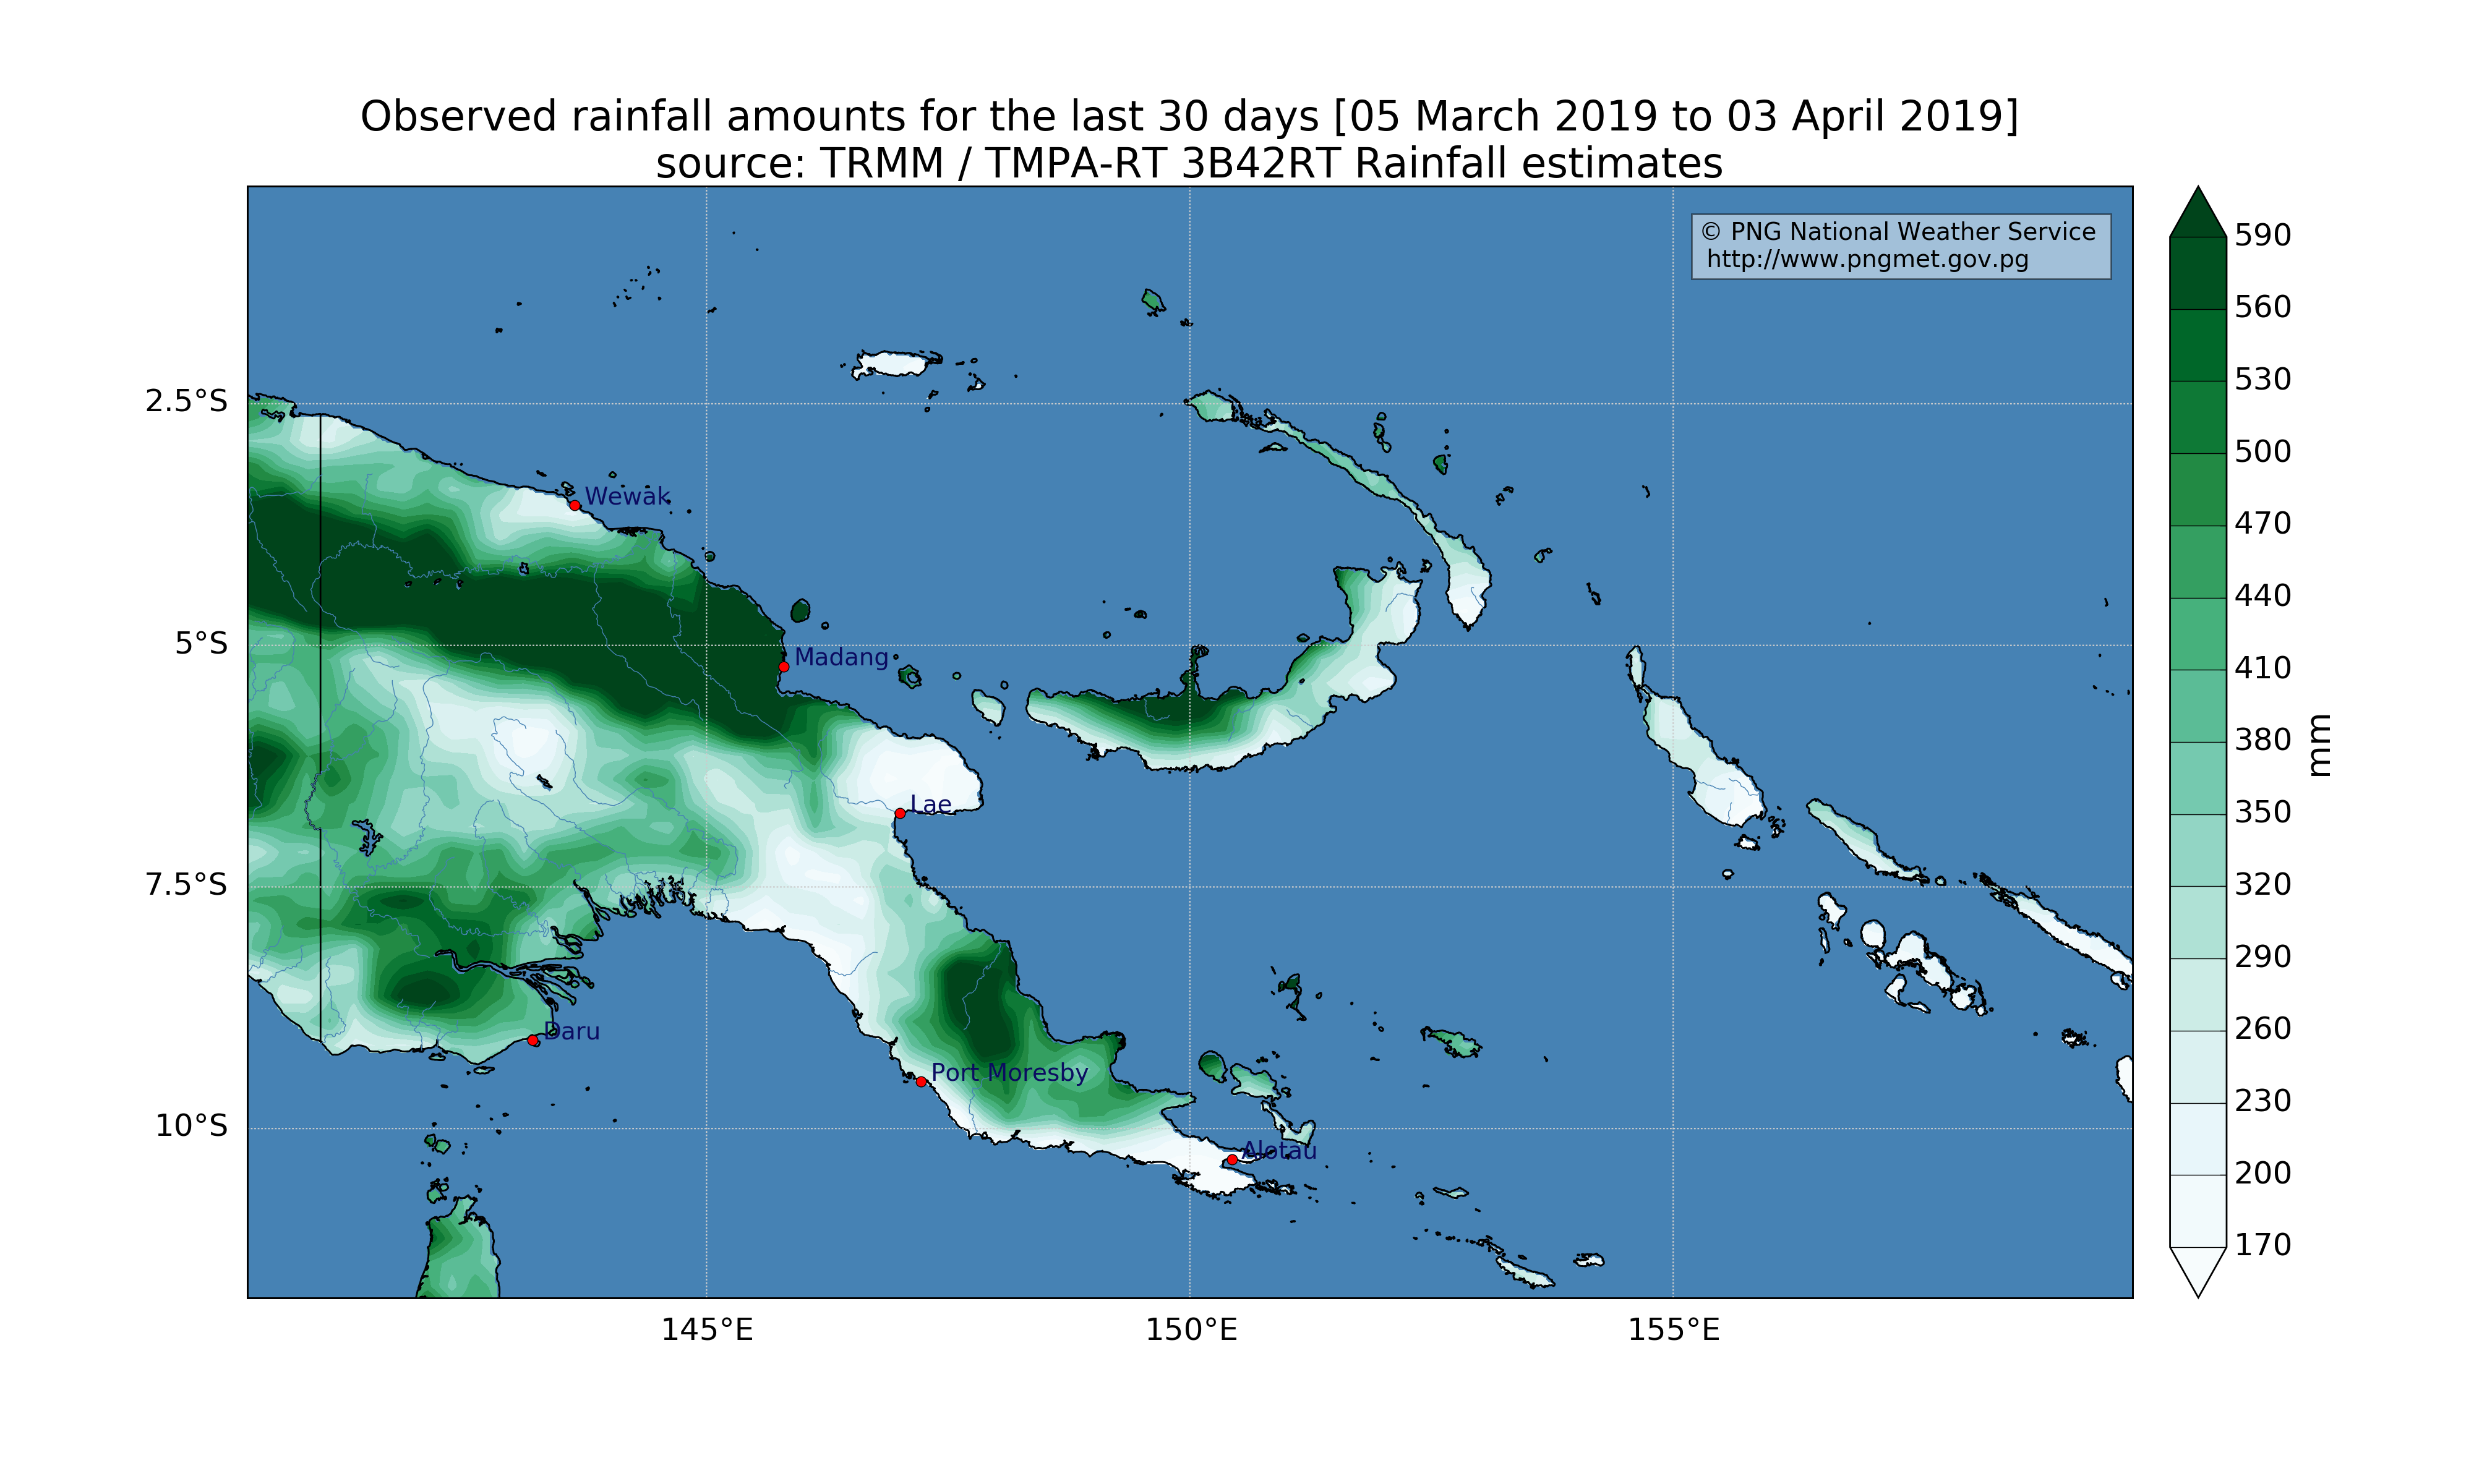 Observed rainfall amounts for the last 30 days [05 March 2019 to 03 April 2019]
source: TRMM / TMPA-RT 3B42RT Rainfall estimates
© PNG National Weather Service
http://www.pngmet.gov.pg
590
560
530
500
470
440
410
380
350
320
290
260
230
200
170
mm
2.5°S
5°S
7.5°S
10°S
Wewak
Madang
Lae
Daru
Port Moresby
Alotau
145°E
150°E
155°E